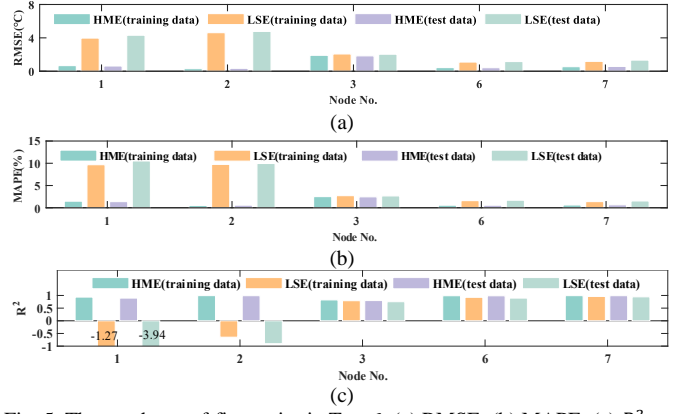 HME(training data) LSE(training data) HME(test data) LSE(test data)
RMSE(℃)
8
4
0
1 2 3 6 7
Node No.
(a)
HME(training data) LSE(training data) HME(test data) LSE(test data)
MAPE(%)
15
10
5
0
1 2 3 6 7
Node No.
(b)
HME(training data) LSE(training data) HME(test data) LSE(test data)
R²
1
0.5
0
-0.5
-1
-1.27 -3.94
1 2 3 6 7
Node No.
(c)